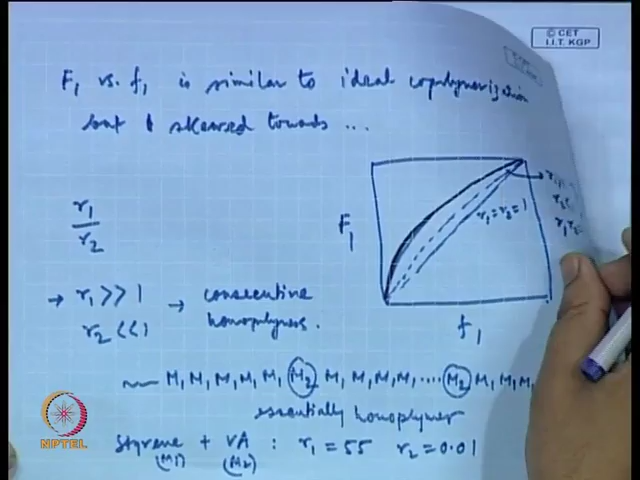 © CET
I.I.T. KGP
F₁ vs. f₁ is similar to ideal copolymerization
but skewed towards ...
r₁
r₂
F₁
r₁=r₂=1
f₁
→ r₁ >> 1 → consecutive
r₂ << 1 homopolymers.
~~ M₁ M₁ M₁ M₁ M₁ M₂ M₁ M₁ M₁ M₁ .... M₂ M₁ M₁ M₁
essentially homopolymer
Styrene + VA : r₁ = 55 r₂ = 0.01
(M₁) (M₂)
NPTEL